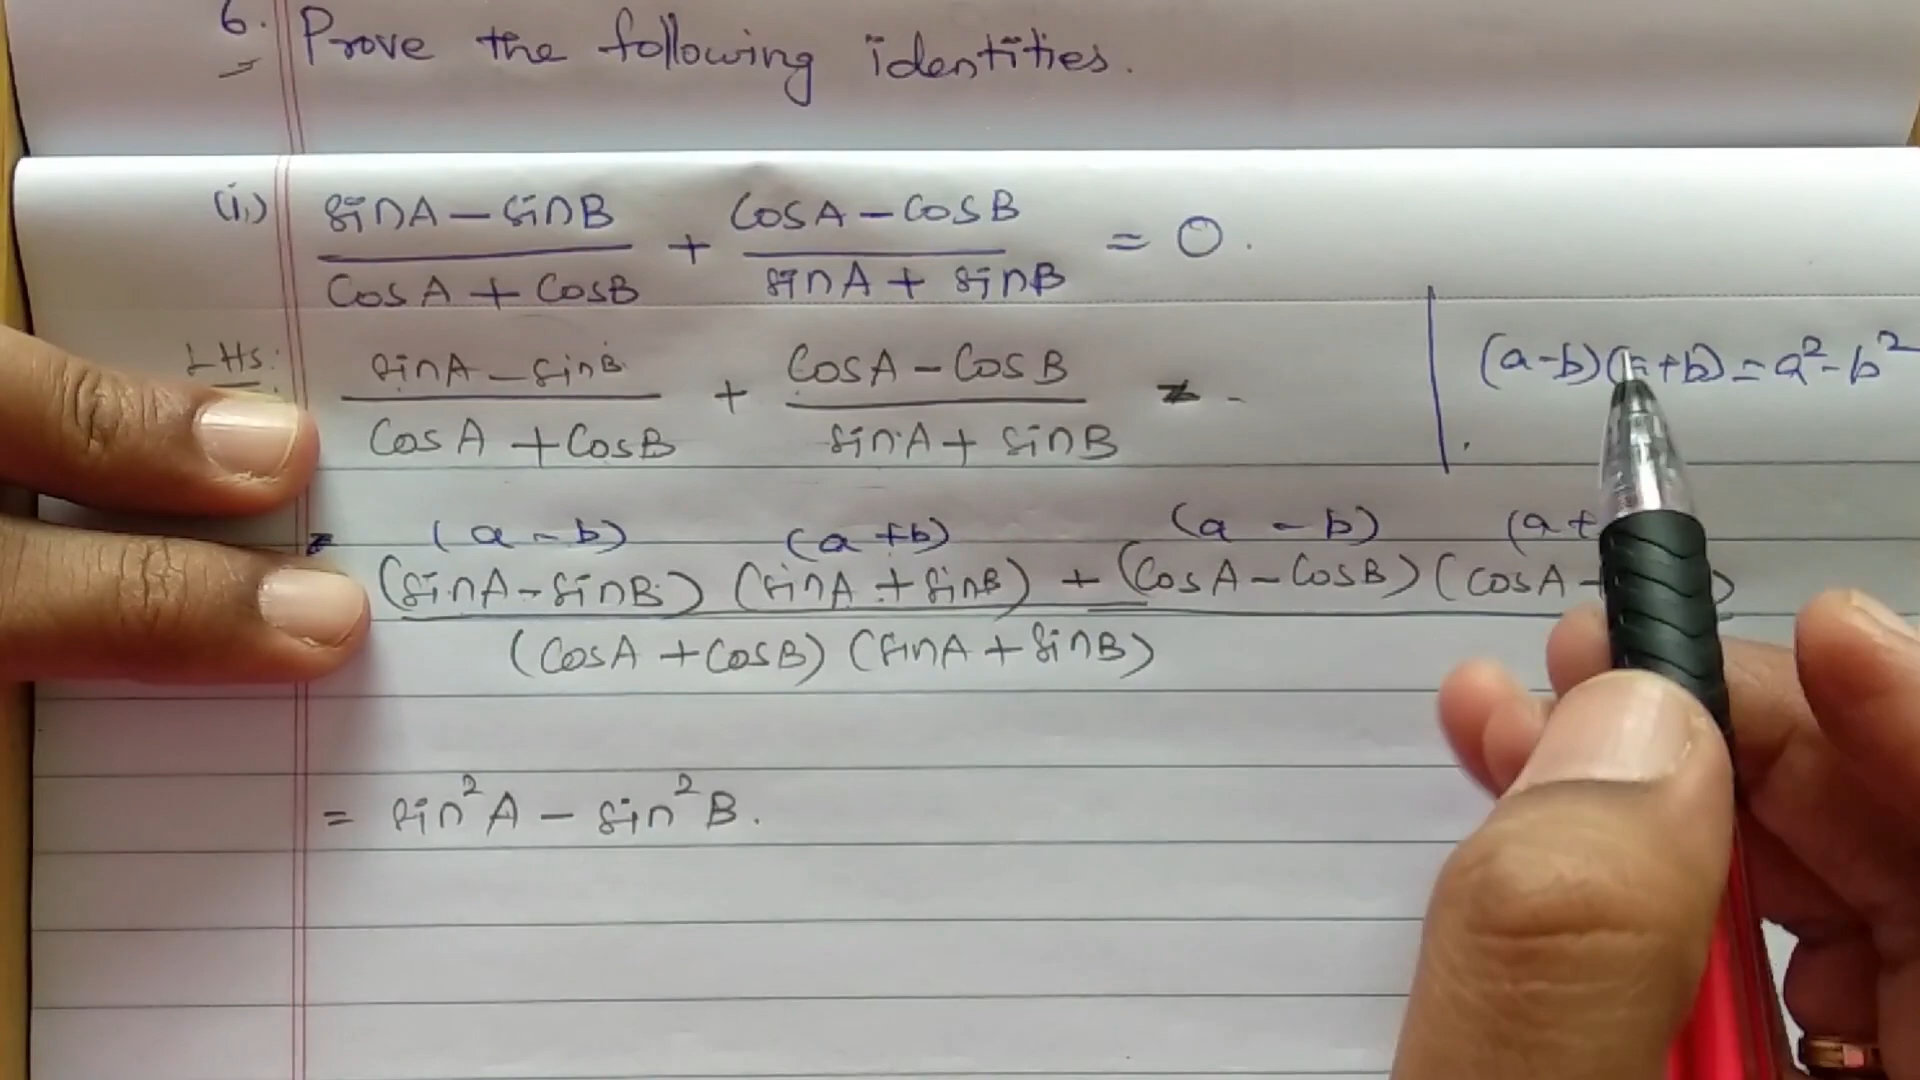 6. Prove the following identities.
(i,) sinA - sinB / cosA + cosB + cosA - cosB / sinA + sinB = 0.
LHS: sinA - sinB / cosA + cosB + cosA - cosB / sinA + sinB
(a-b)(a+b) = a² - b²
(a - b) (a + b) (a - b) (a +
= (sinA - sinB) (sinA + sinB) + (cosA - cosB) (cosA
(cosA + cosB) (sinA + sinB)
= sin²A - sin²B.